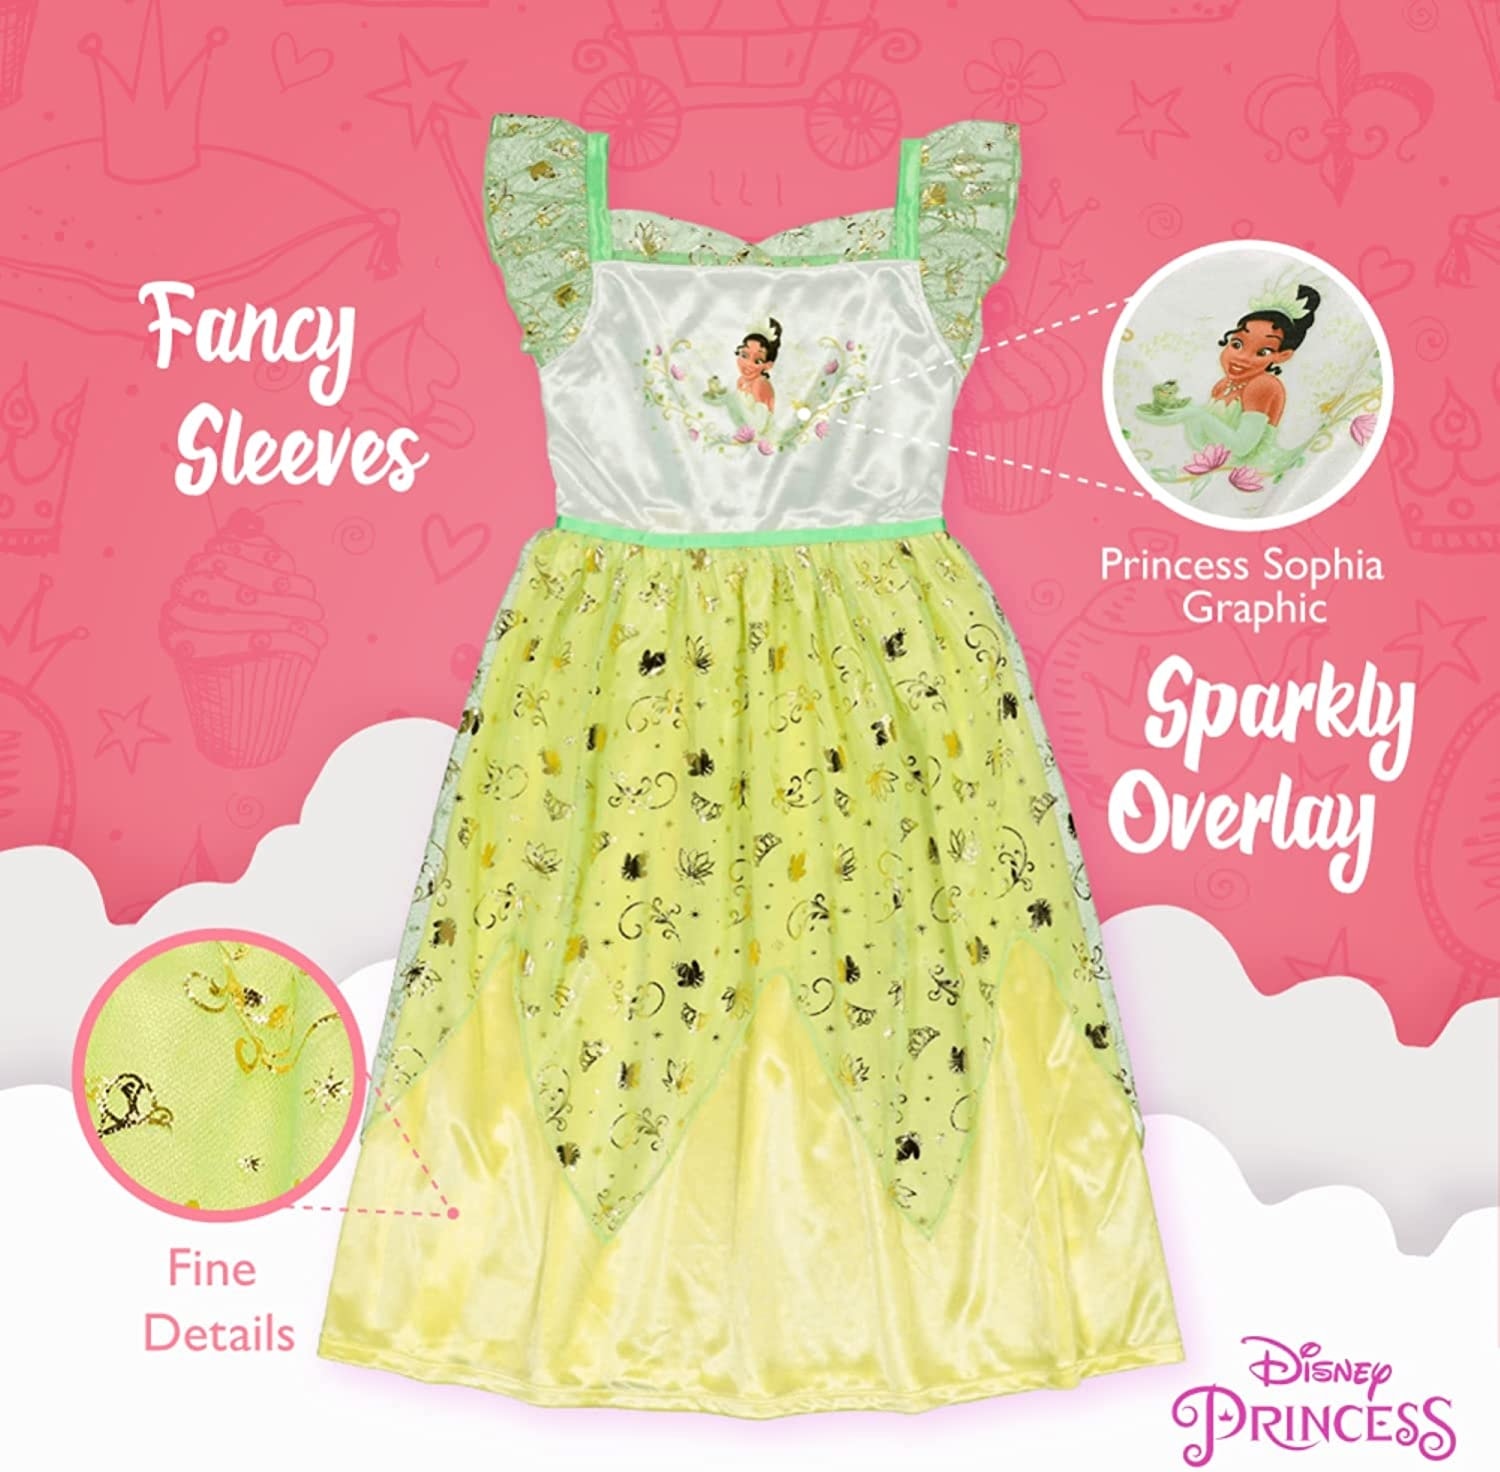 Fancy
Sleeves
Princess Sophia
Graphic
Sparkly
Overlay
Fine
Details
Disney
PRINCESS